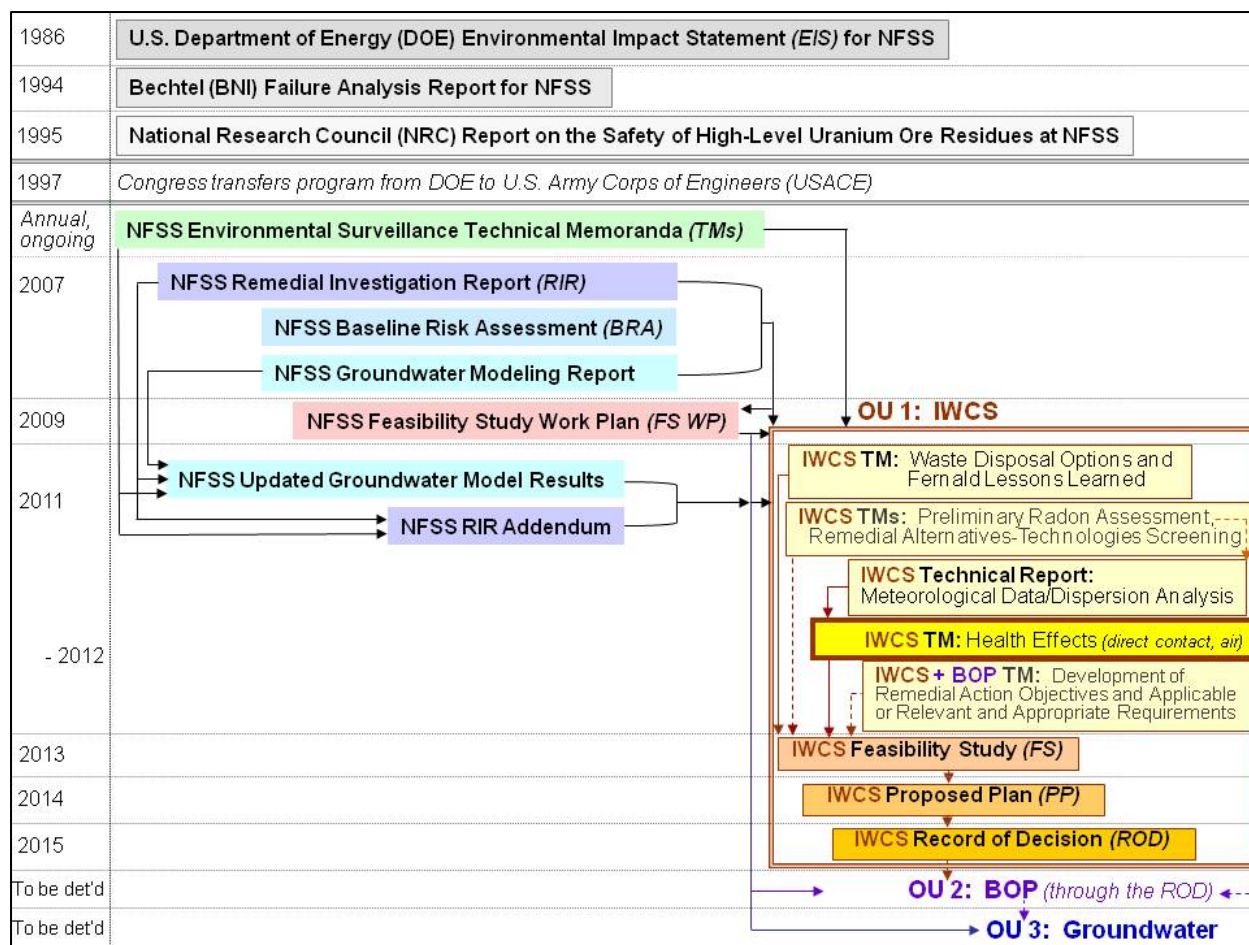 1986
U.S. Department of Energy (DOE) Environmental Impact Statement (EIS) for NFSS
1994
Bechtel (BNI) Failure Analysis Report for NFSS
1995
National Research Council (NRC) Report on the Safety of High-Level Uranium Ore Residues at NFSS
1997
Congress transfers program from DOE to U.S. Army Corps of Engineers (USACE)
Annual,
ongoing
NFSS Environmental Surveillance Technical Memoranda (TMs)
2007
NFSS Remedial Investigation Report (RIR)
NFSS Baseline Risk Assessment (BRA)
NFSS Groundwater Modeling Report
2009
NFSS Feasibility Study Work Plan (FS WP)
OU 1: IWCS
2011
NFSS Updated Groundwater Model Results
NFSS RIR Addendum
IWCS TM: Waste Disposal Options and
Fernald Lessons Learned
IWCS TMs: Preliminary Radon Assessment,
Remedial Alternatives-Technologies Screening
IWCS Technical Report:
Meteorological Data/Dispersion Analysis
- 2012
IWCS TM: Health Effects (direct contact, air)
IWCS + BOP TM: Development of
Remedial Action Objectives and Applicable
or Relevant and Appropriate Requirements
2013
IWCS Feasibility Study (FS)
2014
IWCS Proposed Plan (PP)
2015
IWCS Record of Decision (ROD)
To be det'd
OU 2: BOP (through the ROD)
To be det'd
OU 3: Groundwater